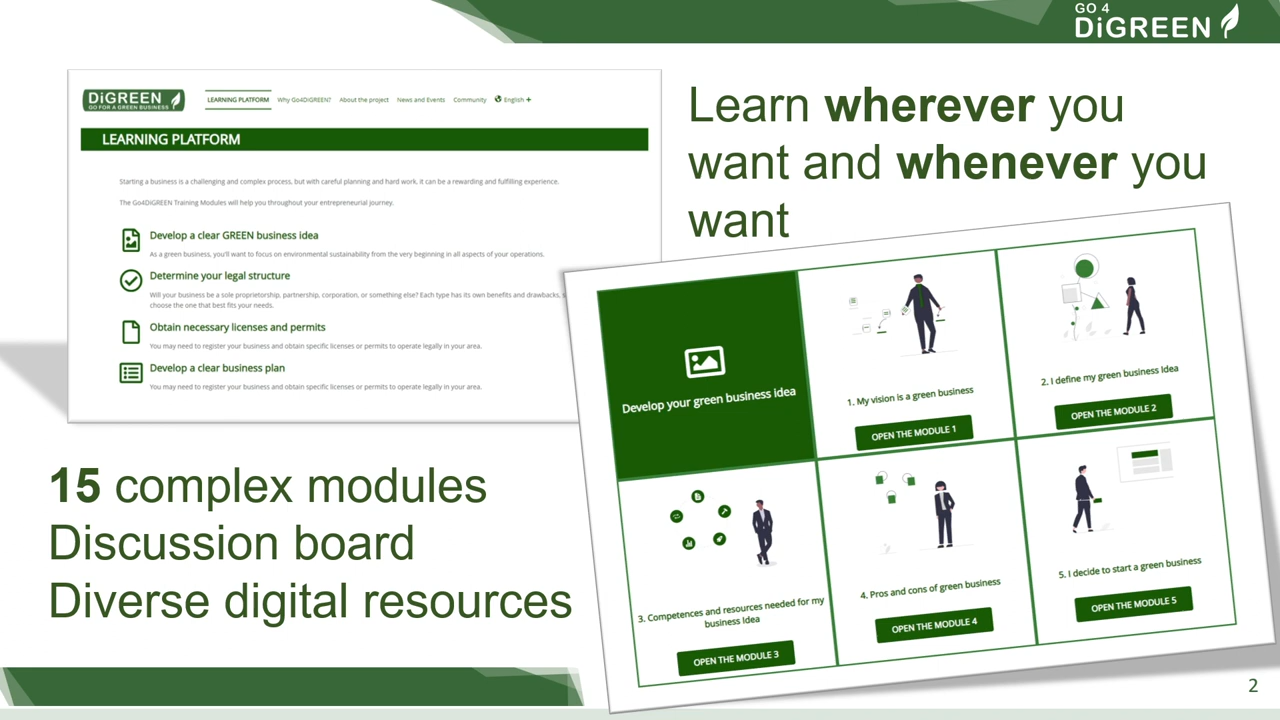 GO 4
DiGREEN
DiGREEN
GO FOR A GREEN BUSINESS
LEARNING PLATFORM Why Go4DiGREEN? About the project News and Events Community English +
LEARNING PLATFORM
Starting a business is a challenging and complex process, but with careful planning and hard work, it can be a rewarding and fulfilling experience.
The Go4DiGREEN Training Modules will help you throughout your entrepreneurial journey.
Develop a clear GREEN business idea
As a green business, you'll want to focus on environmental sustainability from the very beginning in all aspects of your operations.
Determine your legal structure
Will your business be a sole proprietorship, partnership, corporation, or something else? Each type has its own benefits and drawbacks,
choose the one that best fits your needs.
Obtain necessary licenses and permits
You may need to register your business and obtain specific licenses or permits to operate legally in your area.
Develop a clear business plan
You may need to register your business and obtain specific licenses or permits to operate legally in your area.
Learn wherever you
want and whenever you
want
Develop your green business idea
1. My vision is a green business
OPEN THE MODULE 1
2. I define my green business idea
OPEN THE MODULE 2
3. Competences and resources needed for my
business idea
OPEN THE MODULE 3
4. Pros and cons of green business
OPEN THE MODULE 4
5. I decide to start a green business
OPEN THE MODULE 5
15 complex modules
Discussion board
Diverse digital resources
2